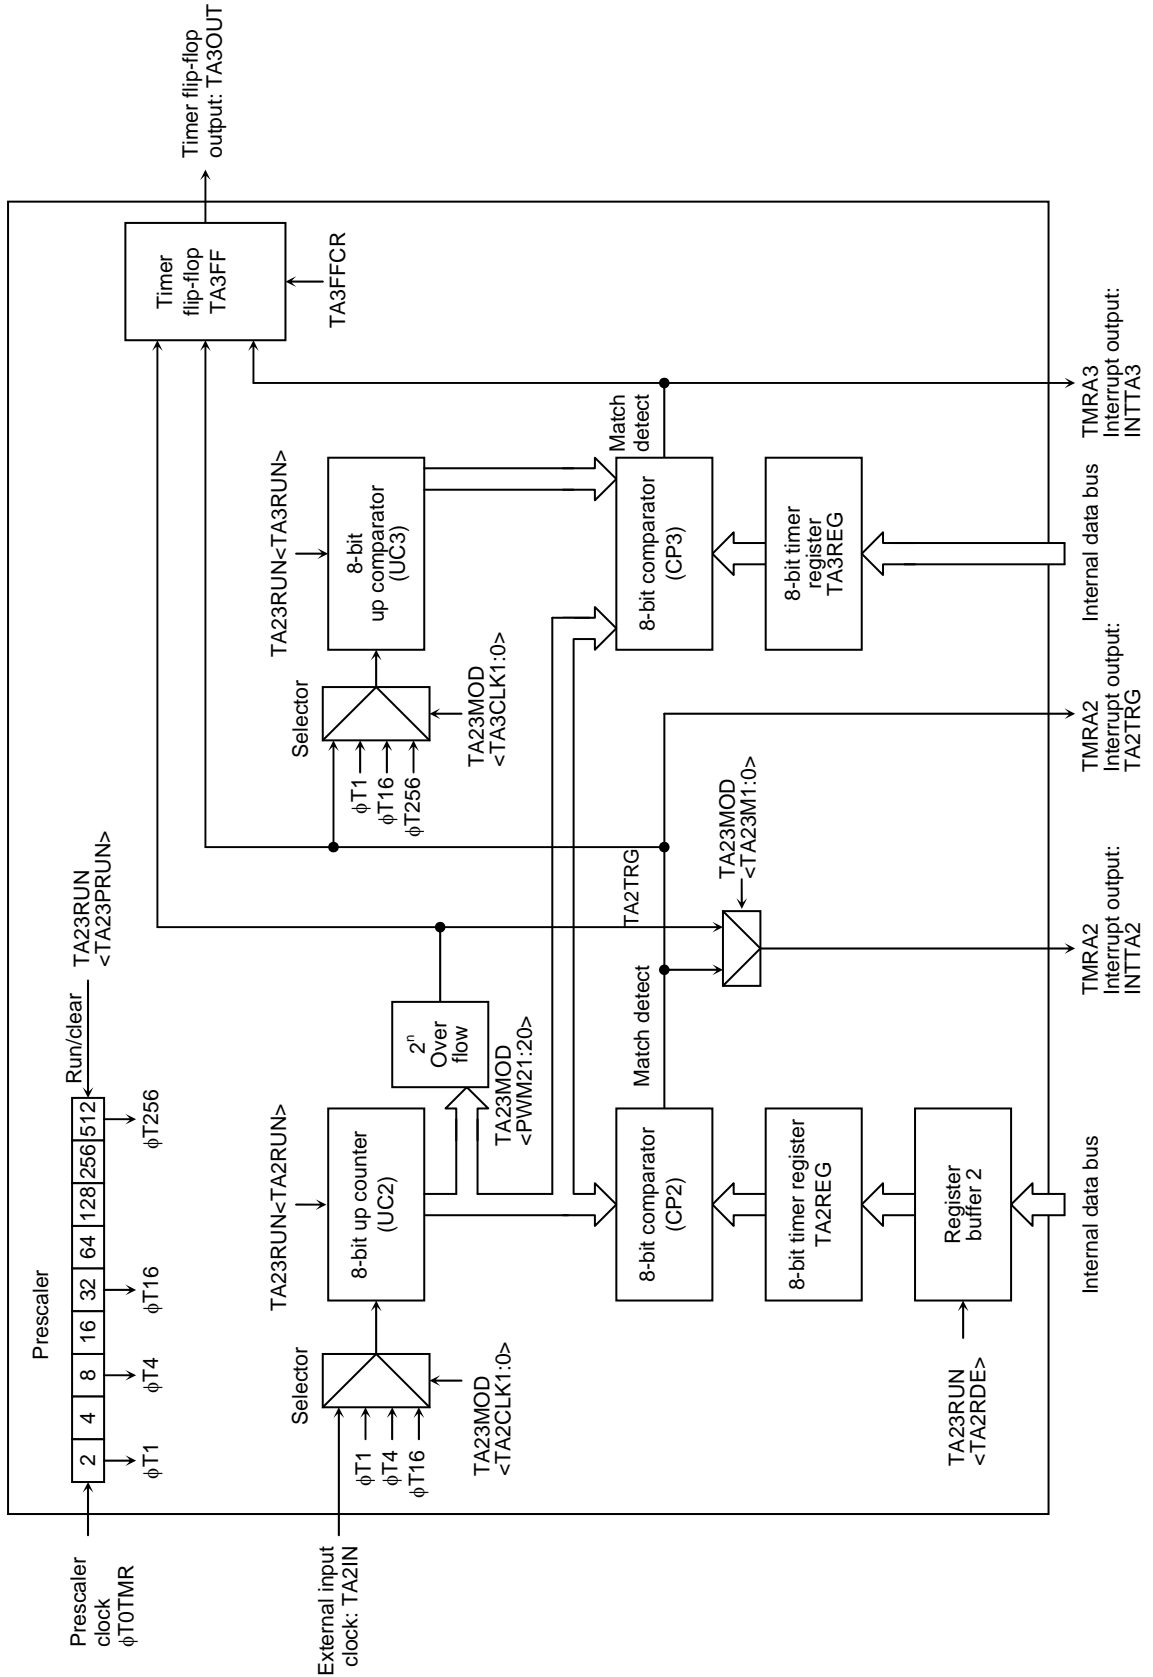 Prescaler
Prescaler
clock
φT0TMR
2 4 8 16 32 64 128 256 512
Run/clear
TA23RUN
<TA23PRUN>
φT1
φT4
φT16
φT256
External input
clock: TA2IN
Selector
φT1
φT4
φT16
TA23MOD
<TA2CLK1:0>
TA23RUN<TA2RUN>
8-bit up counter
(UC2)
2n
Over
flow
TA23MOD
<PWM21:20>
Selector
φT1
φT16
φT256
TA23MOD
<TA3CLK1:0>
TA23RUN<TA3RUN>
8-bit
up comparator
(UC3)
Timer
flip-flop
TA3FF
TA3FFCR
Timer flip-flop
output: TA3OUT
8-bit comparator
(CP2)
Match detect
TA2TRG
8-bit comparator
(CP3)
Match
detect
8-bit timer register
TA2REG
TA23MOD
<TA23M1:0>
8-bit timer
register
TA3REG
TA23RUN
<TA2RDE>
Register
buffer 2
Internal data bus
TMRA2
Interrupt output:
INTTA2
TMRA2
Interrupt output:
TA2TRG
Internal data bus
TMRA3
Interrupt output:
INTTA3